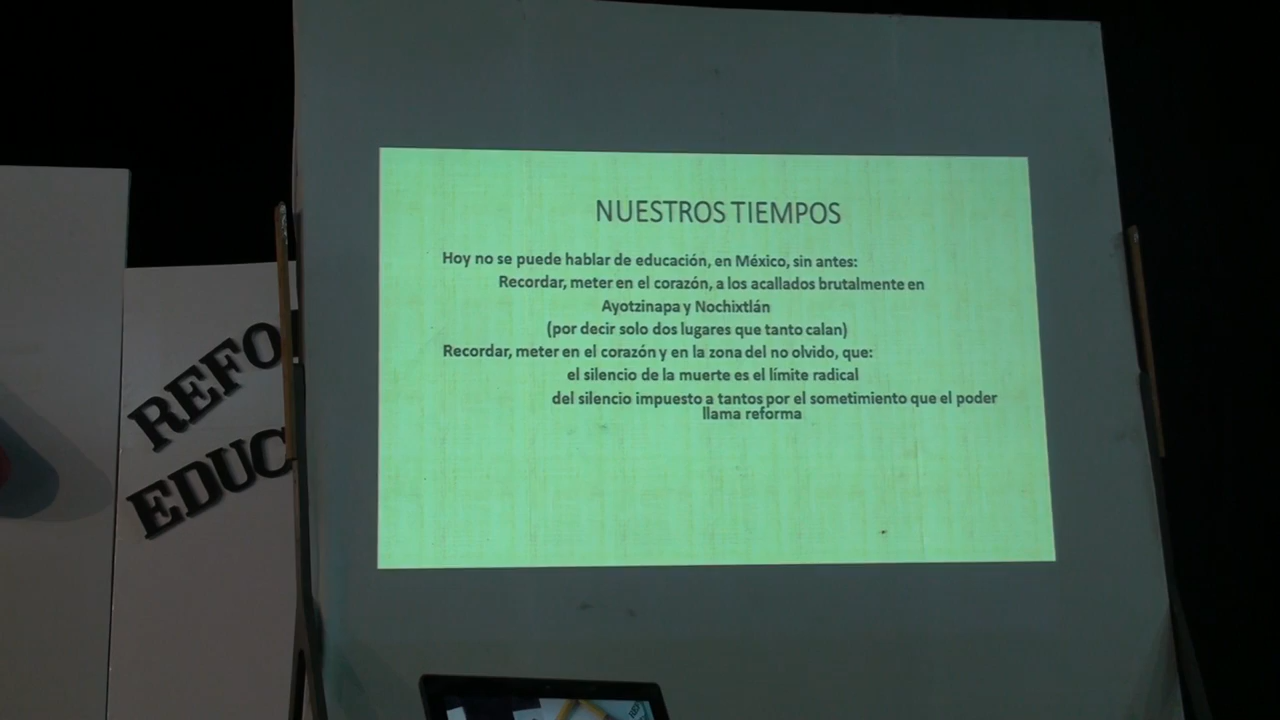 REFO
EDUC
NUESTROS TIEMPOS
Hoy no se puede hablar de educación, en México, sin antes:
Recordar, meter en el corazón, a los acallados brutalmente en
Ayotzinapa y Nochixtlán
(por decir solo dos lugares que tanto calan)
Recordar, meter en el corazón y en la zona del no olvido, que:
el silencio de la muerte es el límite radical
del silencio impuesto a tantos por el sometimiento que el poder
llama reforma